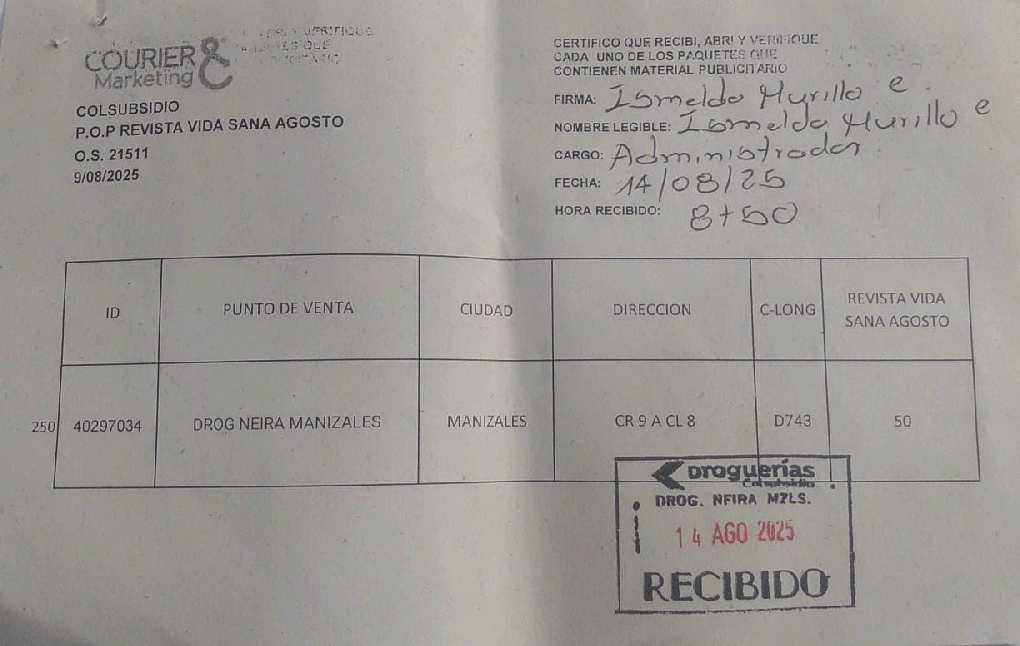 COURIER &
Marketing
COLSUBSIDIO
P.O.P REVISTA VIDA SANA AGOSTO
O.S. 21511
9/08/2025
CERTIFICO QUE RECIBI, ABRI Y VERIFIQUE
CADA UNO DE LOS PAQUETES QUE
CONTIENEN MATERIAL PUBLICITARIO
FIRMA: Ismelda Murillo e
NOMBRE LEGIBLE: Ismelda Murillo e
CARGO: Administrador
FECHA: 14/08/25
HORA RECIBIDO: 8+50
ID PUNTO DE VENTA CIUDAD DIRECCION C-LONG REVISTA VIDA
SANA AGOSTO
250 40297034 DROG NEIRA MANIZALES MANIZALES CR 9 A CL 8 D743 50
Droguerías
Colsubsidio
DROG. NEIRA MZLS.
14 AGO 2025
RECIBIDO